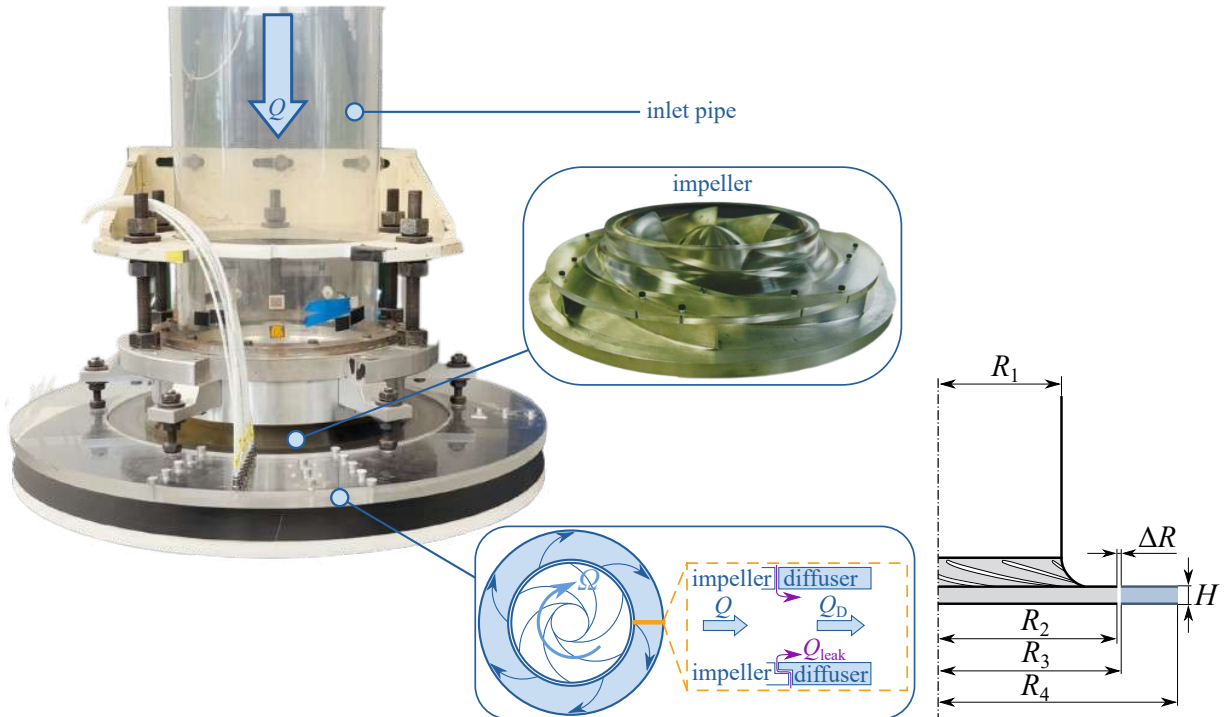 Q
inlet pipe
impeller
R1
ΔR
H
R2
R3
R4
Ω
impeller diffuser
Q QD
Qleak
impeller diffuser